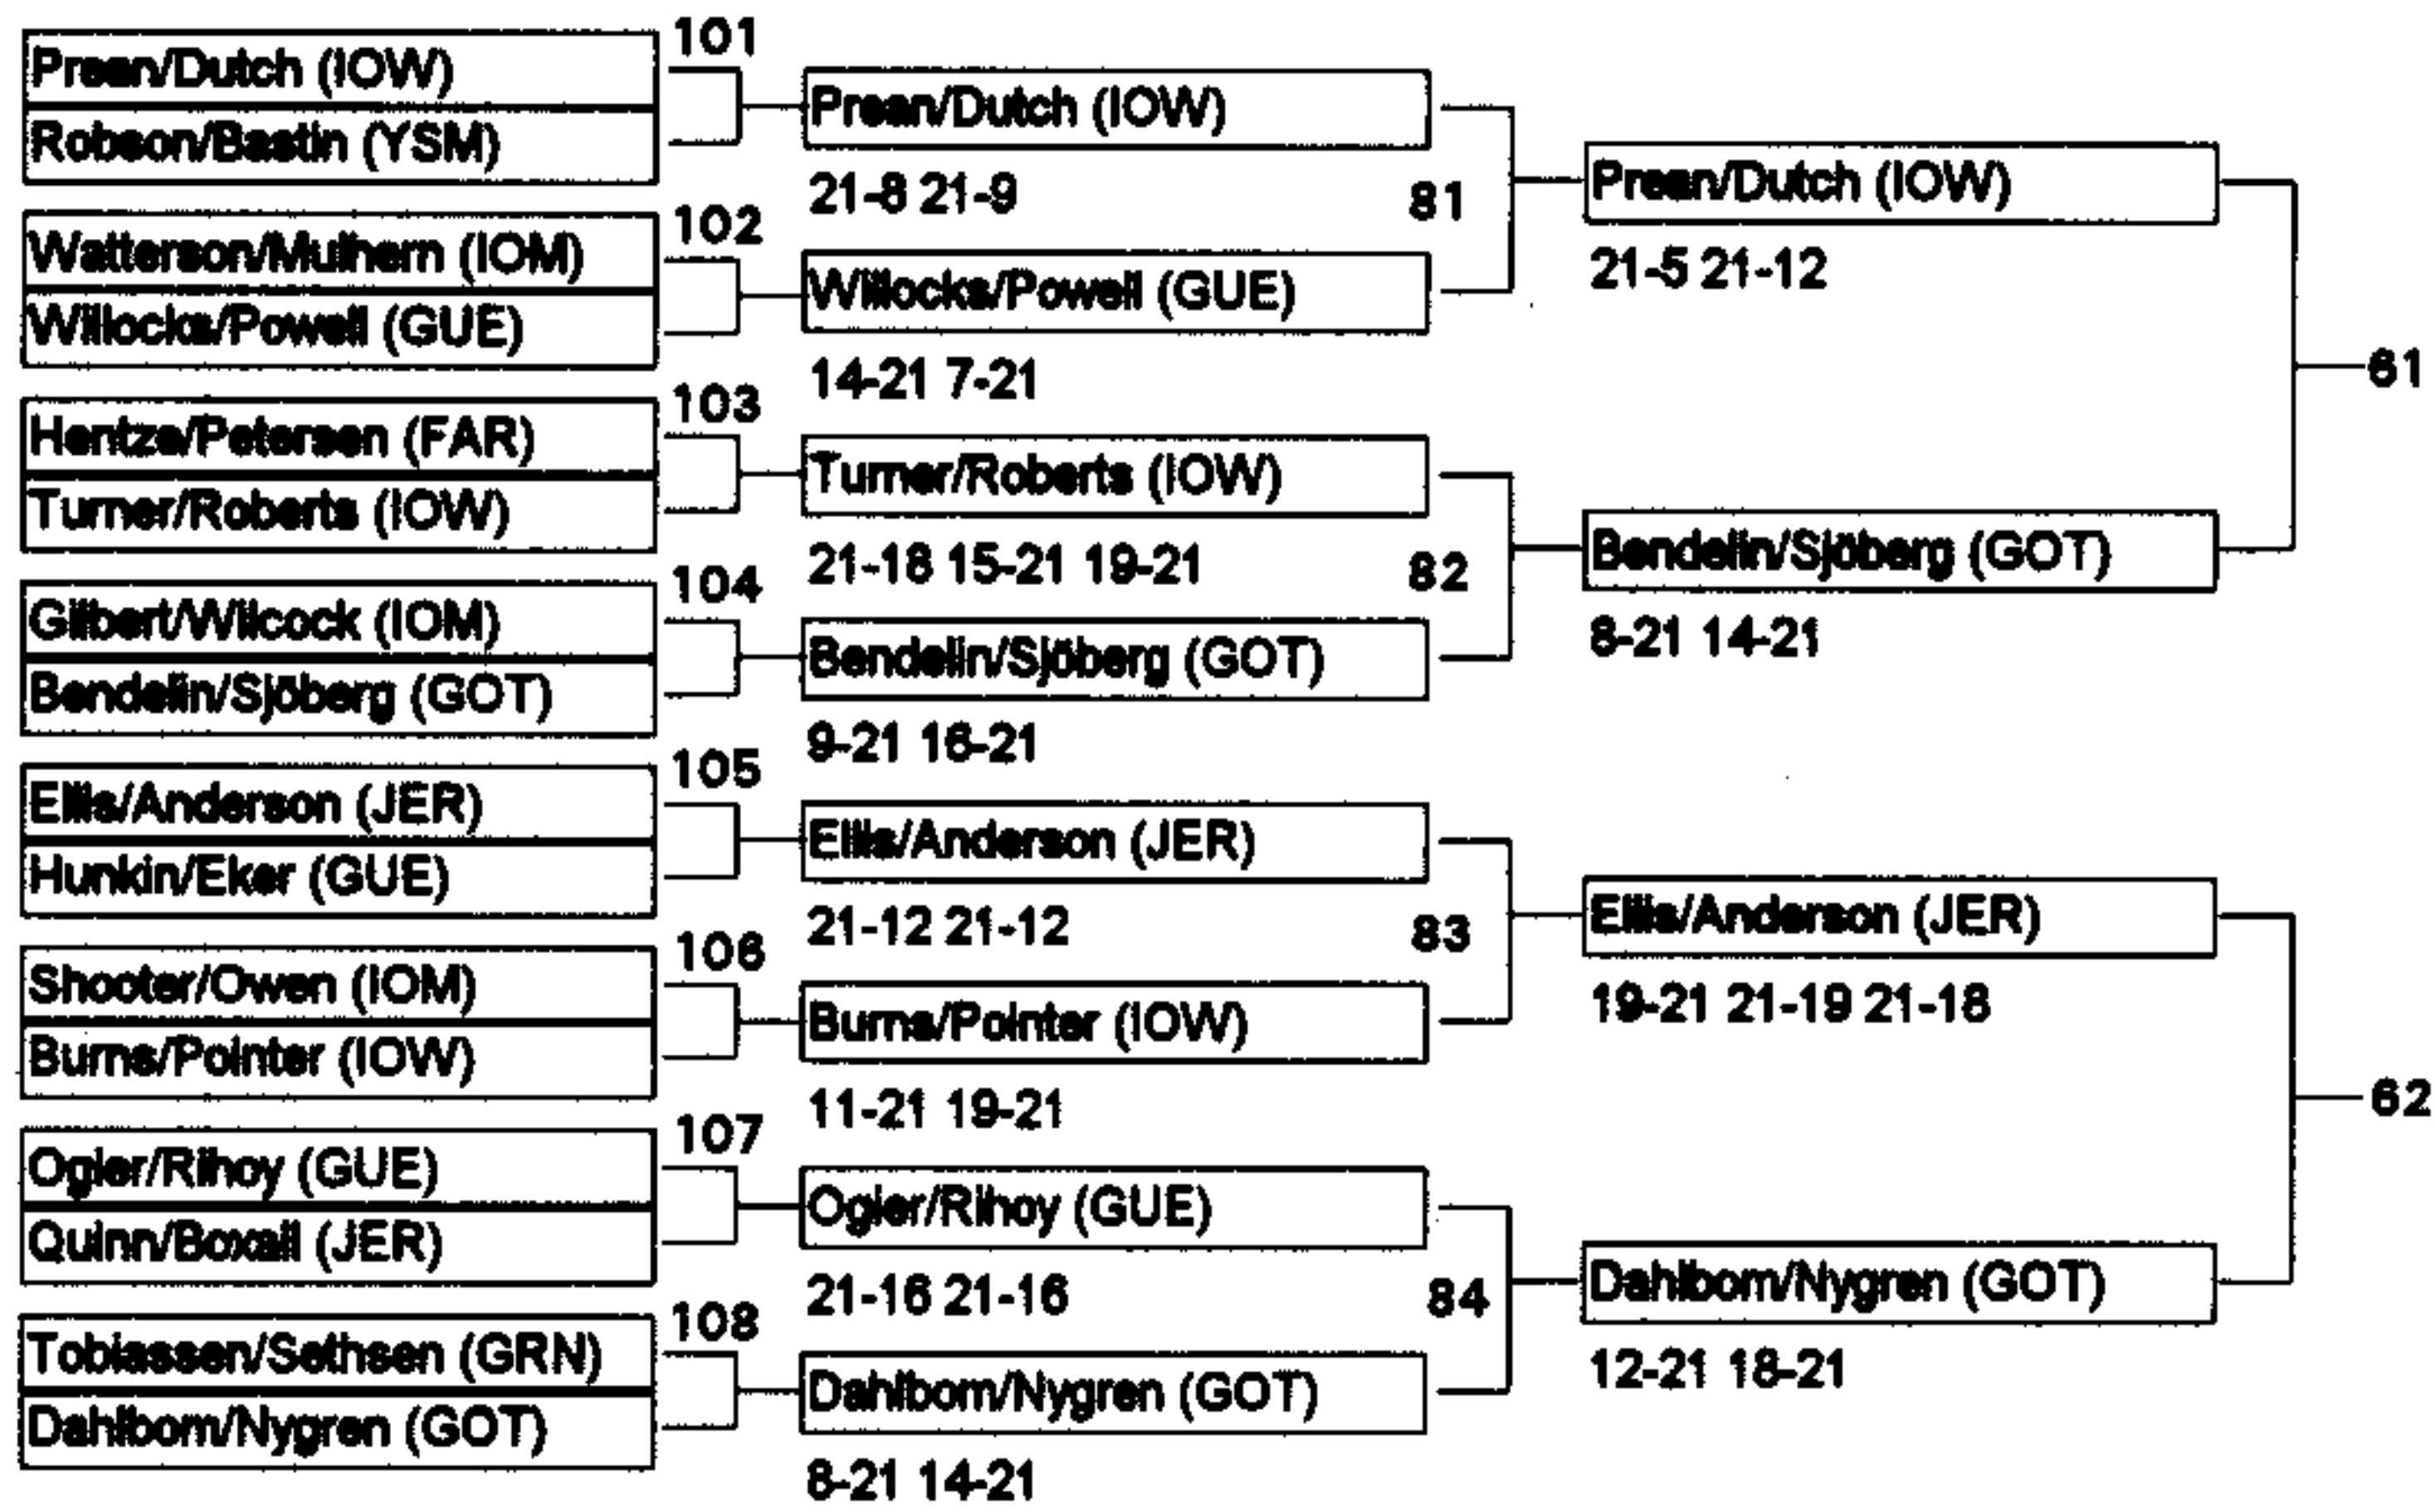 101
Prean/Dutch (IOW)
Robson/Bastin (YSM)
102
Watterson/Mulhern (IOM)
Willocks/Powell (GUE)
103
Hentze/Petersen (FAR)
Turner/Roberts (IOW)
104
Gilbert/Wilcock (IOM)
Bendelin/Sjöberg (GOT)
105
Ellis/Anderson (JER)
Hunkin/Eker (GUE)
106
Shooter/Owen (IOM)
Burns/Pointer (IOW)
107
Ogier/Rihoy (GUE)
Quinn/Boxall (JER)
108
Tobiassen/Sethsen (GRN)
Dahlbom/Nygren (GOT)
Prean/Dutch (IOW)
21-8 21-9
81
Willocks/Powell (GUE)
14-21 7-21
Turner/Roberts (IOW)
21-18 15-21 19-21
82
Bendelin/Sjöberg (GOT)
9-21 16-21
Ellis/Anderson (JER)
21-12 21-12
83
Burns/Pointer (IOW)
11-21 19-21
Ogier/Rihoy (GUE)
21-16 21-16
84
Dahlbom/Nygren (GOT)
8-21 14-21
Prean/Dutch (IOW)
21-5 21-12
61
Bendelin/Sjöberg (GOT)
8-21 14-21
Ellis/Anderson (JER)
19-21 21-19 21-18
62
Dahlbom/Nygren (GOT)
12-21 18-21